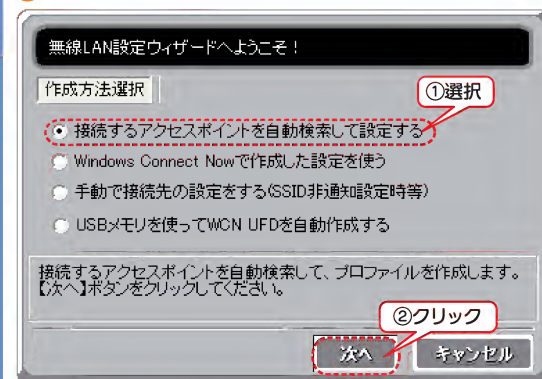 無線LAN設定ウィザードへようこそ！
作成方法選択
①選択
接続するアクセスポイントを自動検索して設定する
Windows Connect Nowで作成した設定を使う
手動で接続先の設定をする(SSID非通知設定時等)
USBメモリを使ってWCN UFDを自動作成する
接続するアクセスポイントを自動検索して、プロファイルを作成します。
【次へ】ボタンをクリックしてください。
②クリック
次へ
キャンセル